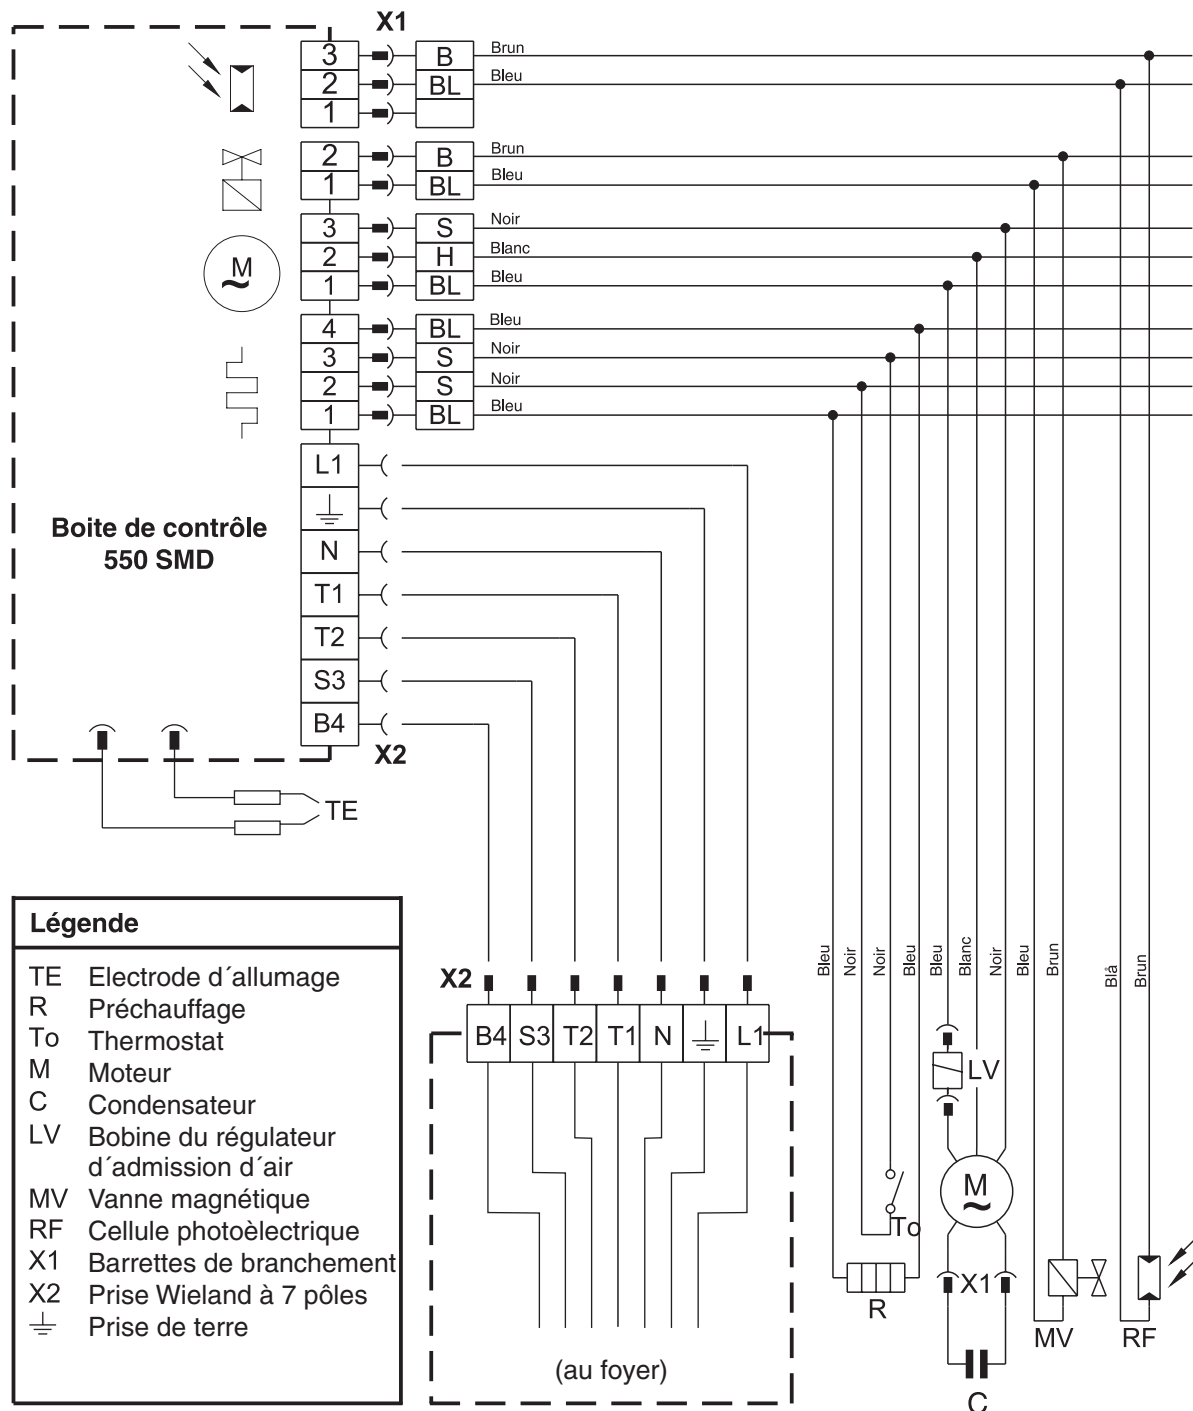 X1
3 B Brun
2 BL Bleu
1
2 B Brun
1 BL Bleu
3 S Noir
2 H Blanc
1 BL Bleu
4 BL Bleu
3 S Noir
2 S Noir
1 BL Bleu
M
~
L1
N
T1
T2
S3
B4
X2
Boite de contrôle
550 SMD
TE
Légende
TE Electrode d´allumage
R Préchauffage
To Thermostat
M Moteur
C Condensateur
LV Bobine du régulateur
d´admission d´air
MV Vanne magnétique
RF Cellule photoèlectrique
X1 Barrettes de branchement
X2 Prise Wieland à 7 pôles
Prise de terre
X2
B4 S3 T2 T1 N L1
(au foyer)
Bleu
Noir
Noir
Bleu
Bleu
Blanc
Noir
Bleu
Brun
Blå
Brun
LV
M
~
To
R
X1
MV
RF
C